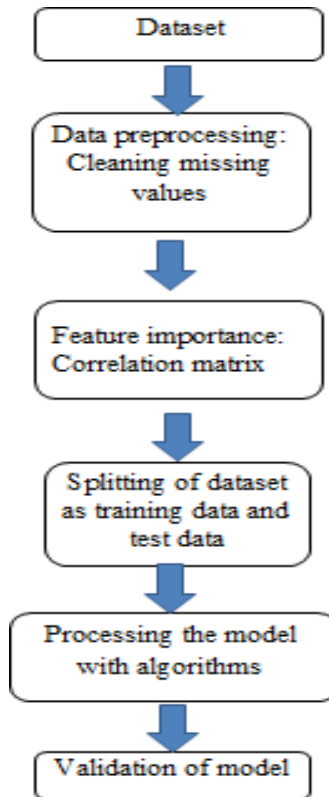 Dataset
Data preprocessing:
Cleaning missing
values
Feature importance:
Correlation matrix
Splitting of dataset
as training data and
test data
Processing the model
with algorithms
Validation of model